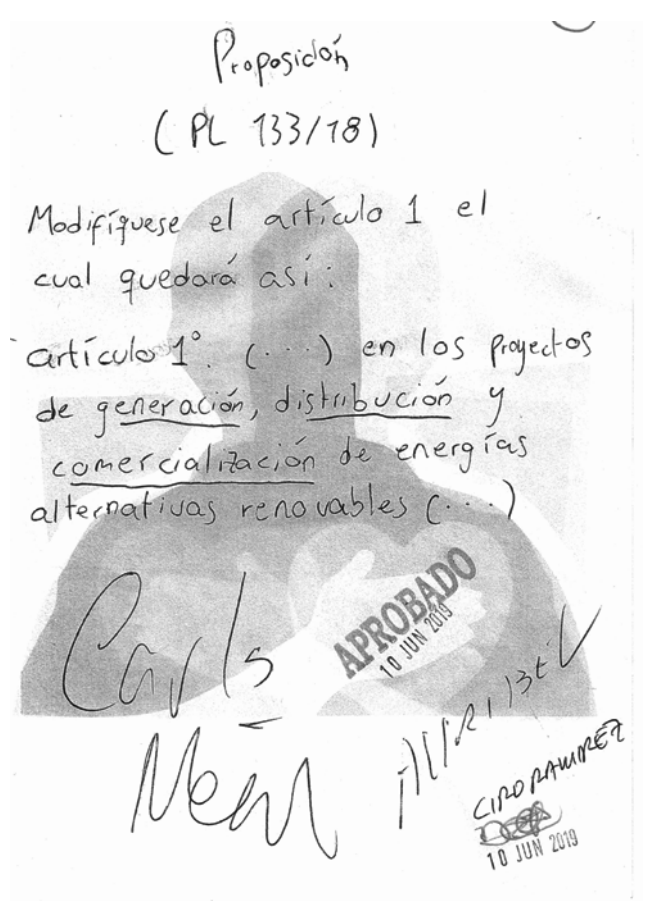 Proposición
(PL 133/18)
Modifíquese el artículo 1 el
cual quedará así:
artículo 1°. (...) en los proyectos
de generación, distribución y
comercialización de energías
alternativas renovables (...)
APROBADO
10 JUN 2019
Carlos
CIRO RAMIREZ
10 JUN 2019